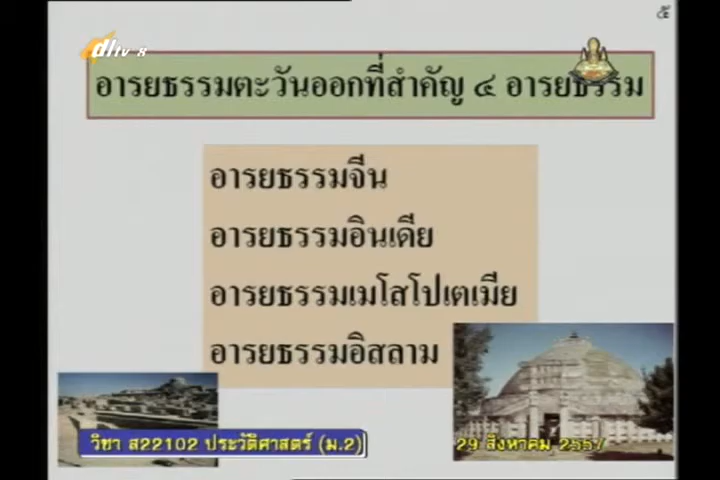 ๕
dltv 8
อารยธรรมตะวันออกที่สำคัญ ๔ อารยธรรม
อารยธรรมจีน
อารยธรรมอินเดีย
อารยธรรมเมโสโปเตเมีย
อารยธรรมอิสลาม
วิชา ส22102 ประวัติศาสตร์ (ม.2)
29 สิงหาคม 2557